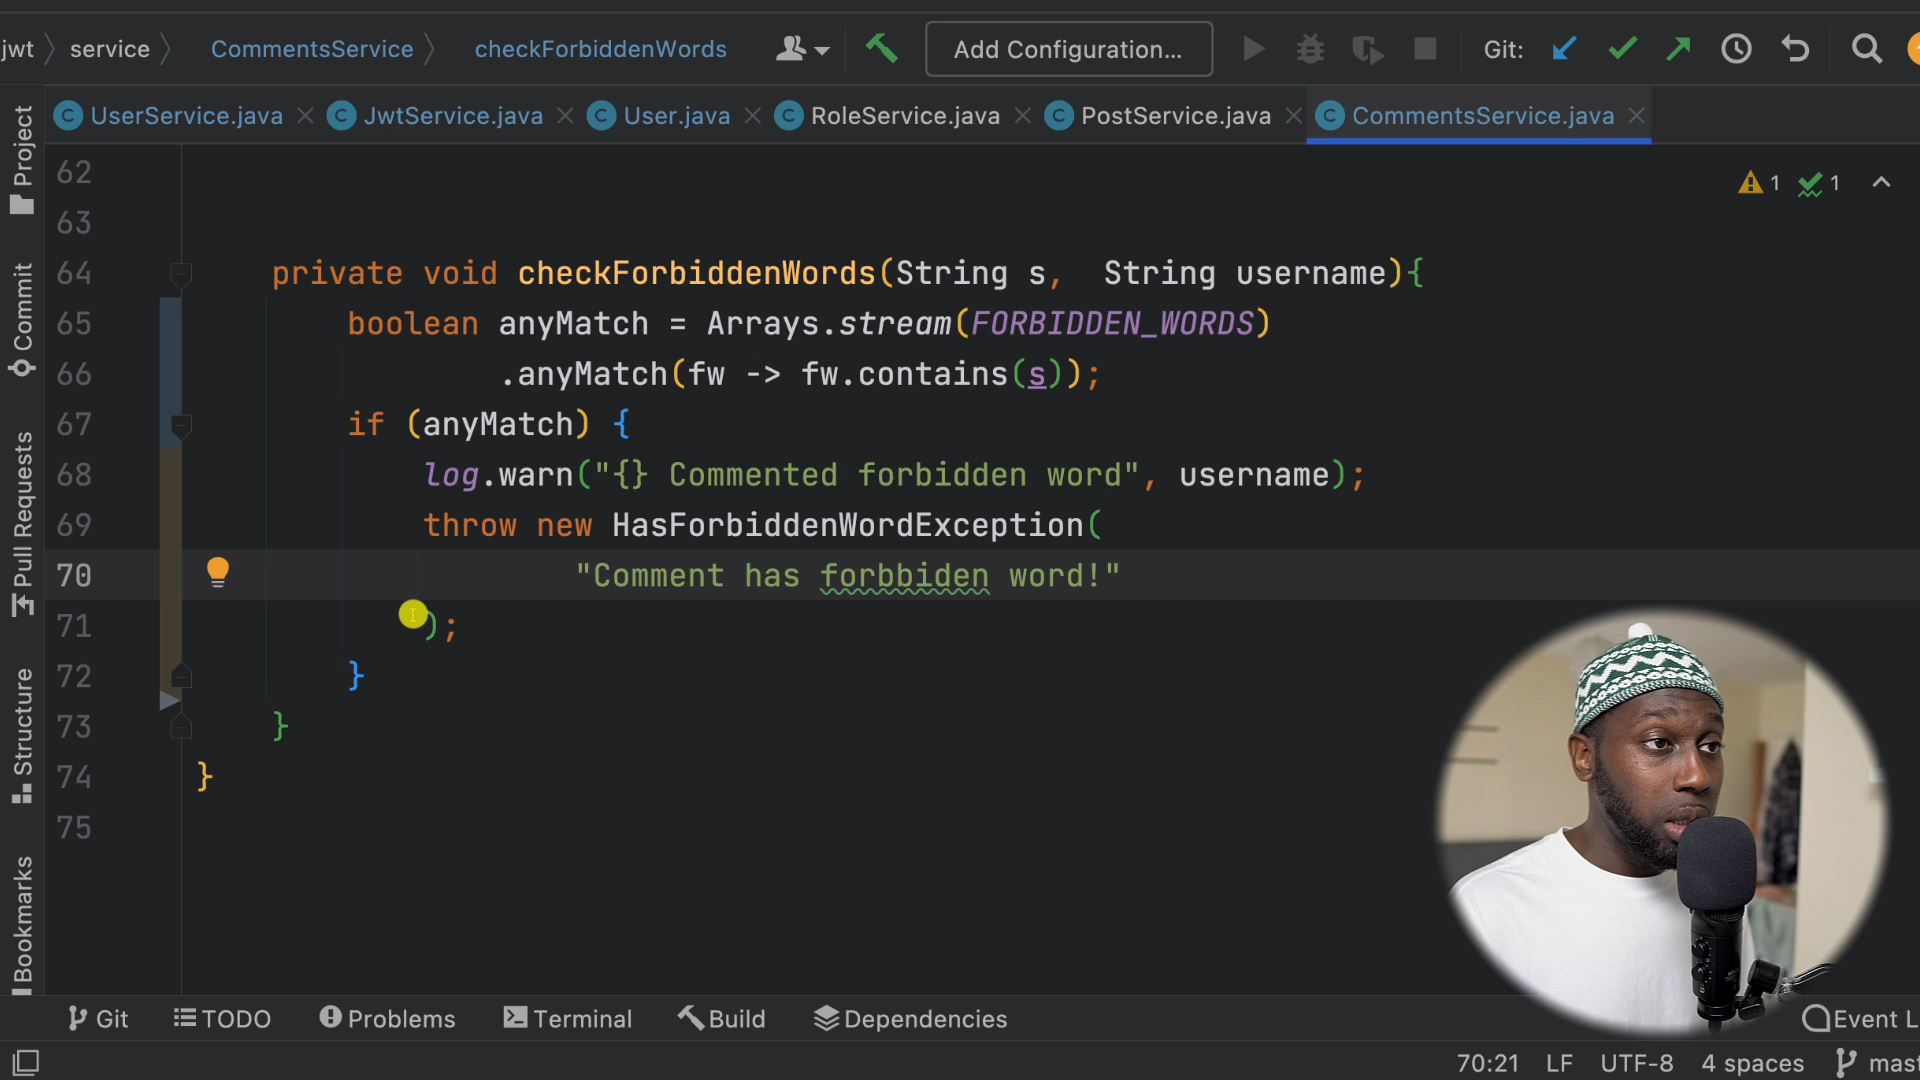 jwt service CommentsService checkForbiddenWords Add Configuration... Git:
UserService.java JwtService.java User.java RoleService.java PostService.java CommentsService.java
Project
Commit
Pull Requests
Structure
Bookmarks
1 1
62
63
64 private void checkForbiddenWords(String s,  String username){
65 boolean anyMatch = Arrays.stream(FORBIDDEN_WORDS)
66 .anyMatch(fw -> fw.contains(s));
67 if (anyMatch) {
68 log.warn("{} Commented forbidden word", username);
69 throw new HasForbiddenWordException(
70 "Comment has forbbiden word!"
71 );
72 }
73 }
74 }
75
Git TODO Problems Terminal Build Dependencies Event L
70:21 LF UTF-8 4 spaces mast